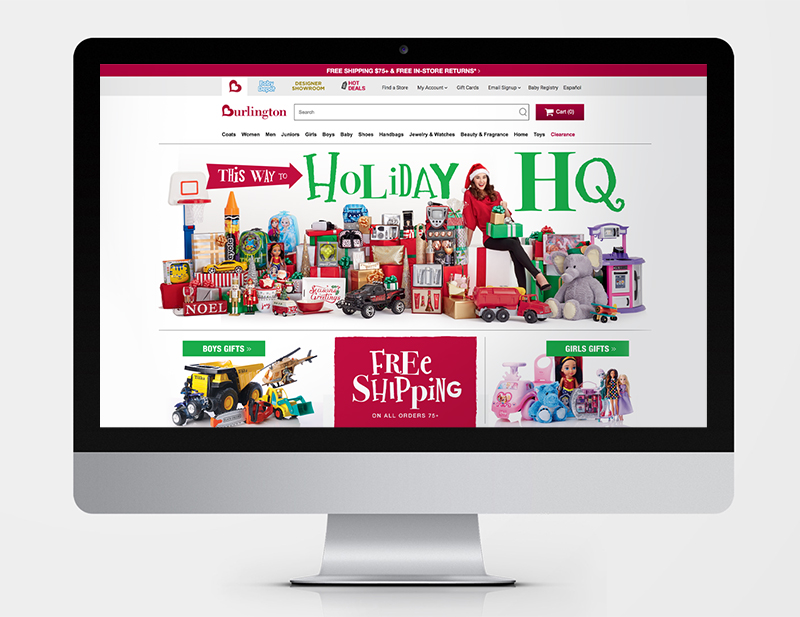 FREE SHIPPING $75+ & FREE IN-STORE RETURNS* ›
Baby Depot DESIGNER SHOWROOM HOT DEALS Find a Store My Account Gift Cards Email Signup Baby Registry Español
Burlington Search Cart (0)
Coats Women Men Juniors Girls Boys Baby Shoes Handbags Jewelry & Watches Beauty & Fragrance Home Toys Clearance
THIS WAY TO HOLiDAY HQ
NOEL
Seasons Greetings
BOYS GIFTS »
FREE
SHIPPING
ON ALL ORDERS 75+
GIRLS GIFTS »